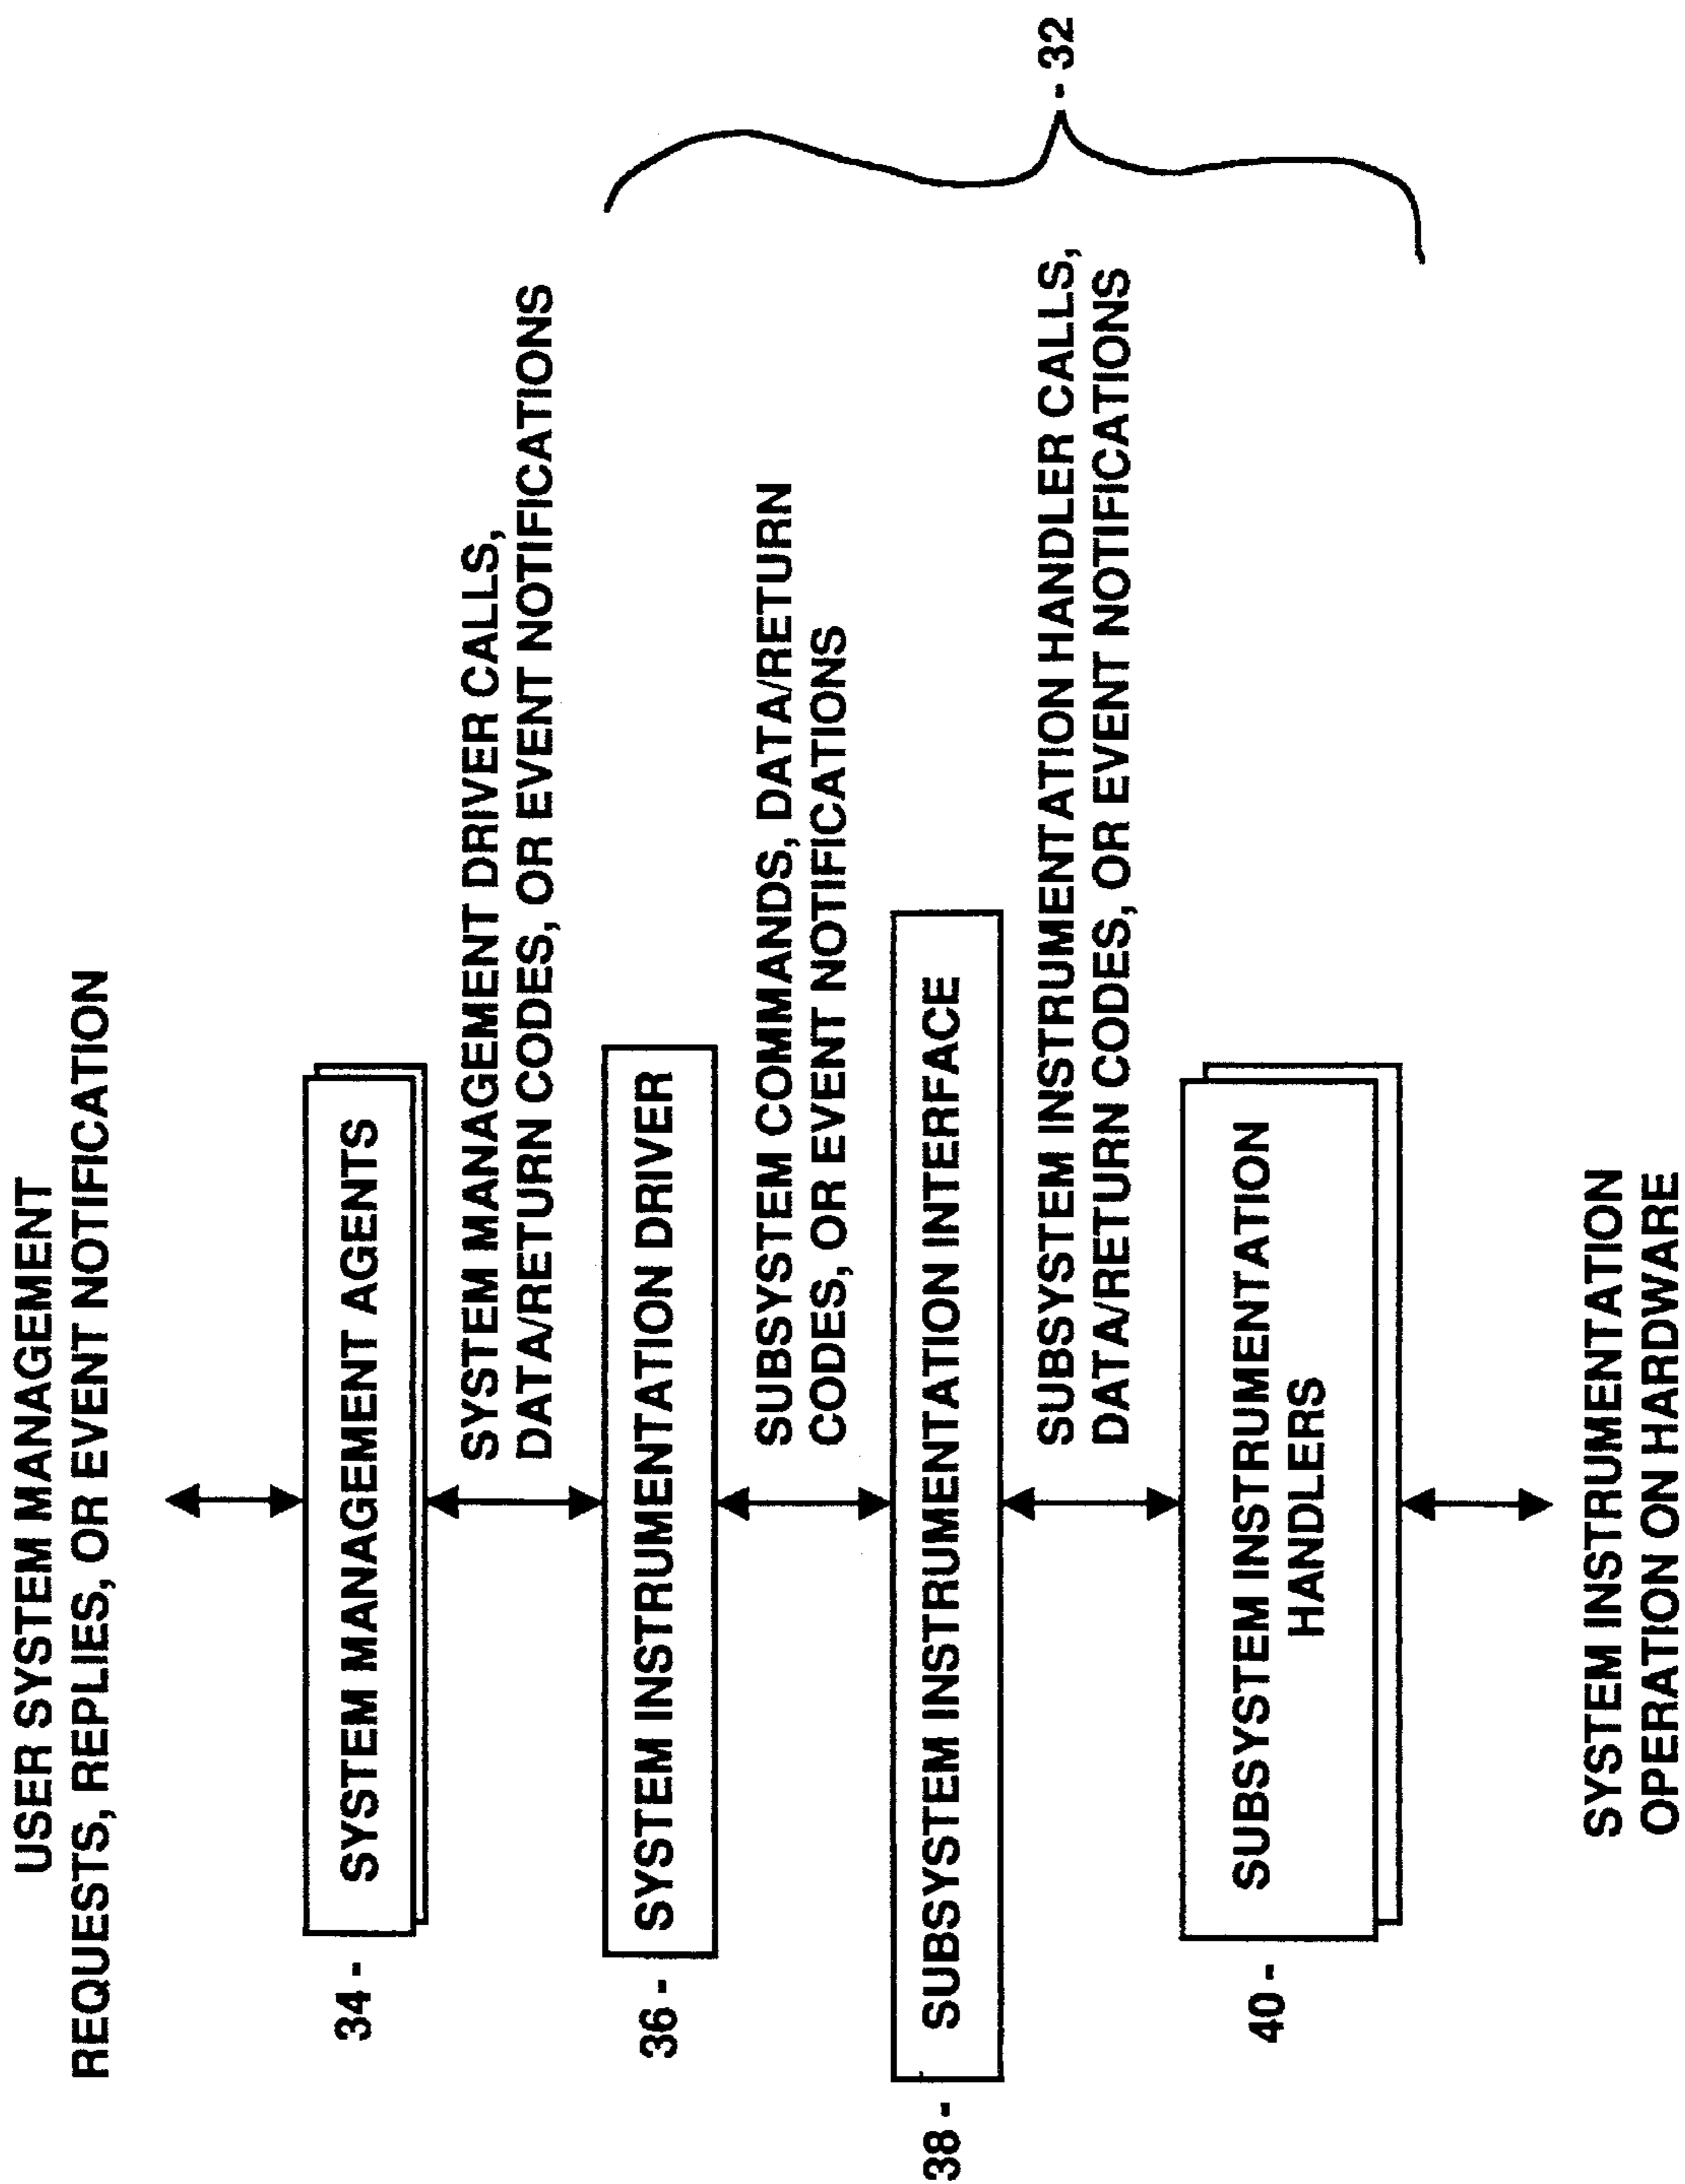 USER SYSTEM MANAGEMENT
REQUESTS, REPLIES, OR EVENT NOTIFICATION
34 -
SYSTEM MANAGEMENT AGENTS
SYSTEM MANAGEMENT DRIVER CALLS,
DATA/RETURN CODES, OR EVENT NOTIFICATIONS
36 -
SYSTEM INSTRUMENTATION DRIVER
SUBSYSTEM COMMANDS, DATA/RETURN
CODES, OR EVENT NOTIFICATIONS
38 -
SUBSYSTEM INSTRUMENTATION INTERFACE
- 32
SUBSYSTEM INSTRUMENTATION HANDLER CALLS,
DATA/RETURN CODES, OR EVENT NOTIFICATIONS
40 -
SUBSYSTEM INSTRUMENTATION
HANDLERS
SYSTEM INSTRUMENTATION
OPERATION ON HARDWARE